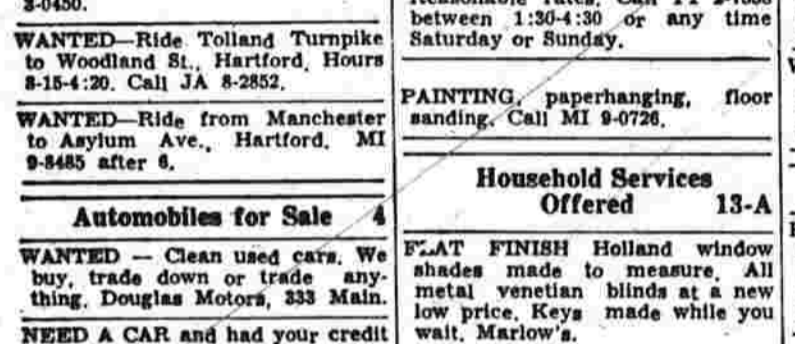 3-0450.
WANTED—Ride Tolland Turnpike
to Woodland St., Hartford. Hours
8-15-4:20. Call JA 8-2852.
WANTED—Ride from Manchester
to Asylum Ave., Hartford. MI
9-8485 after 6.
Automobiles for Sale 4
WANTED — Clean used cars. We
buy, trade down or trade any-
thing. Douglas Motors, 333 Main.
NEED A CAR and had your credit
between 1:30-4:30 or any time
Saturday or Sunday.
PAINTING, paperhanging, floor
sanding. Call MI 9-0726.
Household Services
Offered 13-A
FLAT FINISH Holland window
shades made to measure. All
metal venetian blinds at a new
low price. Keys made while you
wait. Marlow's.